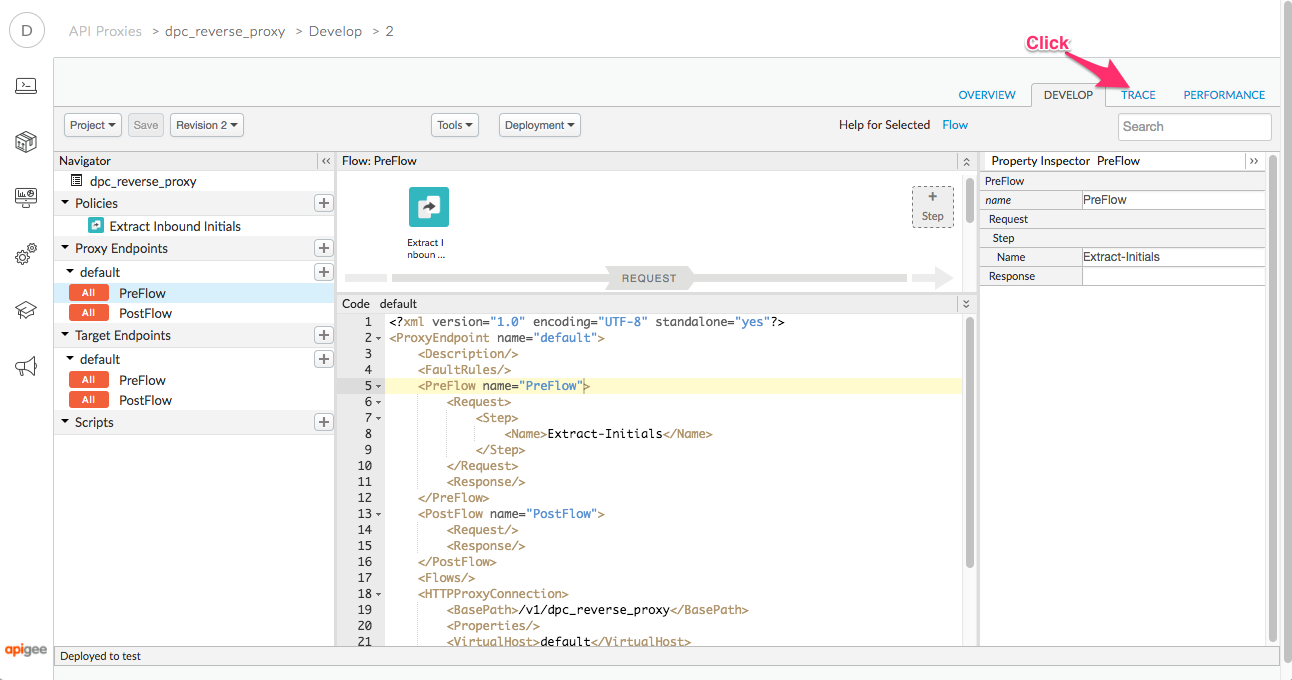 D
API Proxies > dpc_reverse_proxy > Develop > 2
Click
OVERVIEW DEVELOP TRACE PERFORMANCE
Project Save Revision 2 Tools Deployment Help for Selected Flow Search
Navigator
dpc_reverse_proxy
Policies
Extract Inbound Initials
Proxy Endpoints
default
All PreFlow
All PostFlow
Target Endpoints
default
All PreFlow
All PostFlow
Scripts
Flow: PreFlow
Extract I
nboun ...
+
Step
REQUEST
Code default
1 <?xml version="1.0" encoding="UTF-8" standalone="yes"?>
2 <ProxyEndpoint name="default">
3 <Description/>
4 <FaultRules/>
5 <PreFlow name="PreFlow">
6 <Request>
7 <Step>
8 <Name>Extract-Initials</Name>
9 </Step>
10 </Request>
11 <Response/>
12 </PreFlow>
13 <PostFlow name="PostFlow">
14 <Request/>
15 <Response/>
16 </PostFlow>
17 <Flows/>
18 <HTTPProxyConnection>
19 <BasePath>/v1/dpc_reverse_proxy</BasePath>
20 <Properties/>
21 <VirtualHost>default</VirtualHost>
Property Inspector PreFlow
PreFlow
name PreFlow
Request
Step
Name Extract-Initials
Response
apigee
Deployed to test